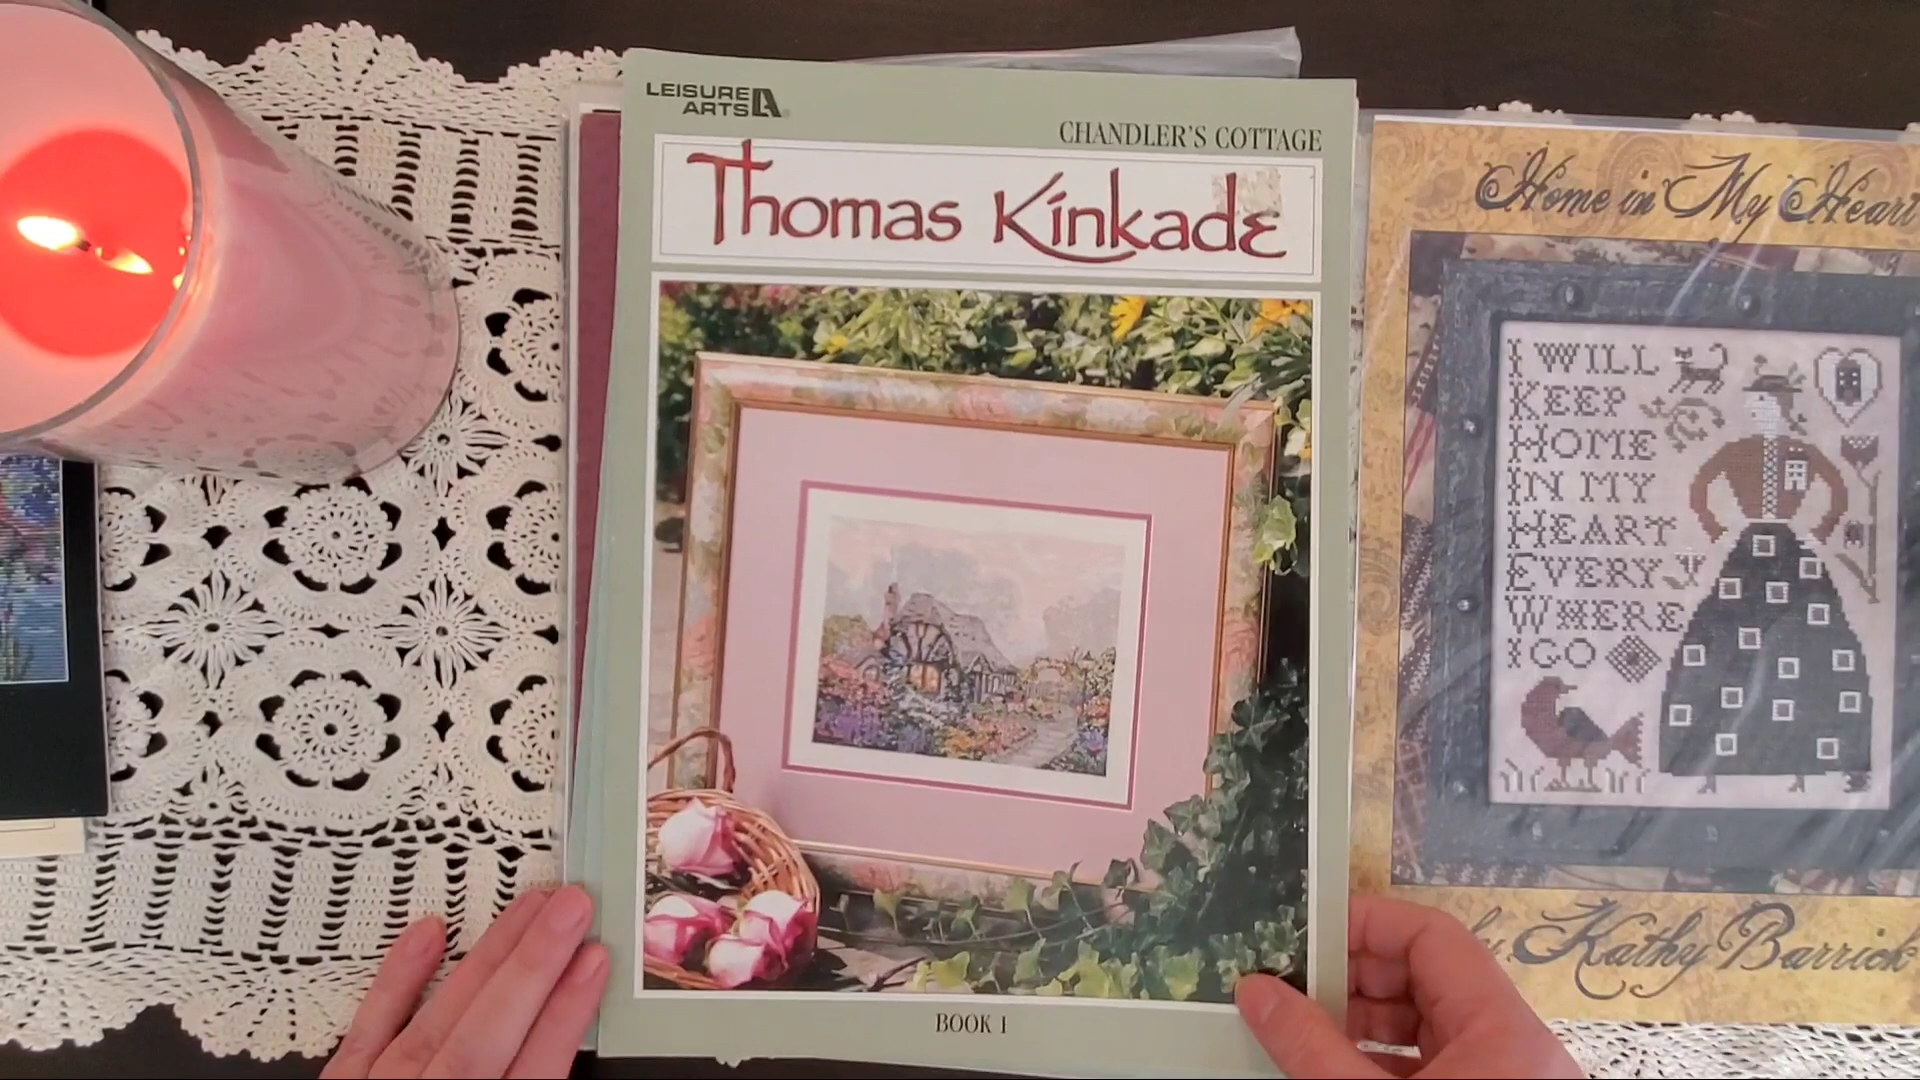 LEISURE
ARTS
CHANDLER'S COTTAGE
Thomas Kinkade
BOOK 1
Home in My Heart
I WILL
KEEP
HOME
IN MY
HEART
EVERY
WHERE
I GO
by Kathy Barrick